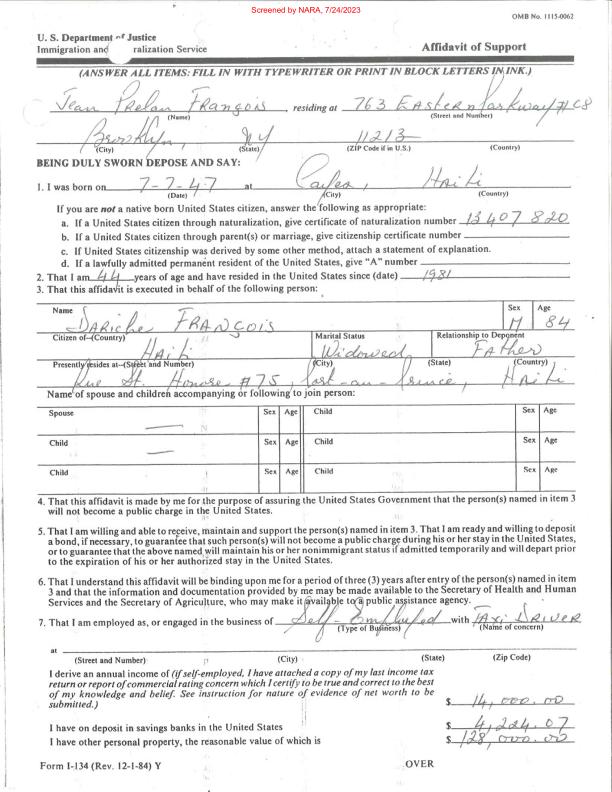 Screened by NARA, 7/24/2023
OMB No. 1115-0062
U. S. Department of Justice
Immigration and ralization Service
Affidavit of Support
(ANSWER ALL ITEMS: FILL IN WITH TYPEWRITER OR PRINT IN BLOCK LETTERS IN INK.)
Jean Prelan François, residing at 763 Eastern Parkway #C8
(Name) (Street and Number)
Brooklyn, NY 11213
(City) (State) (ZIP Code if in U.S.) (Country)
BEING DULY SWORN DEPOSE AND SAY:
1. I was born on 7-7-47 at Cayes, Haiti
(Date) (City) (Country)
If you are not a native born United States citizen, answer the following as appropriate:
a. If a United States citizen through naturalization, give certificate of naturalization number 13407820
b. If a United States citizen through parent(s) or marriage, give citizenship certificate number
c. If United States citizenship was derived by some other method, attach a statement of explanation.
d. If a lawfully admitted permanent resident of the United States, give "A" number
2. That I am 44 years of age and have resided in the United States since (date) 1981
3. That this affidavit is executed in behalf of the following person:
Name Sex Age
DARICHE FRANÇOIS M 84
Citizen of-(Country) Marital Status Relationship to Deponent
Haiti Widowed Father
Presently resides at-(Street and Number) (City) (State) (Country)
Rue St. Honore #75, Port-au-Prince, Haiti
Name of spouse and children accompanying or following to join person:
Spouse Sex Age Child Sex Age
Child Sex Age Child Sex Age
Child Sex Age Child Sex Age
4. That this affidavit is made by me for the purpose of assuring the United States Government that the person(s) named in item 3
will not become a public charge in the United States.
5. That I am willing and able to receive, maintain and support the person(s) named in item 3. That I am ready and willing to deposit
a bond, if necessary, to guarantee that such person(s) will not become a public charge during his or her stay in the United States,
or to guarantee that the above named will maintain his or her nonimmigrant status if admitted temporarily and will depart prior
to the expiration of his or her authorized stay in the United States.
6. That I understand this affidavit will be binding upon me for a period of three (3) years after entry of the person(s) named in item
3 and that the information and documentation provided by me may be made available to the Secretary of Health and Human
Services and the Secretary of Agriculture, who may make it available to a public assistance agency.
7. That I am employed as, or engaged in the business of Self-Employed with TAXI DRIVER
(Type of Business) (Name of concern)
at
(Street and Number) (City) (State) (Zip Code)
I derive an annual income of (if self-employed, I have attached a copy of my last income tax
return or report of commercial rating concern which I certify to be true and correct to the best
of my knowledge and belief. See instruction for nature of evidence of net worth to be
submitted.) $ 14,000.00
I have on deposit in savings banks in the United States $ 4,224.07
I have other personal property, the reasonable value of which is $ 128,000.00
Form I-134 (Rev. 12-1-84) Y OVER